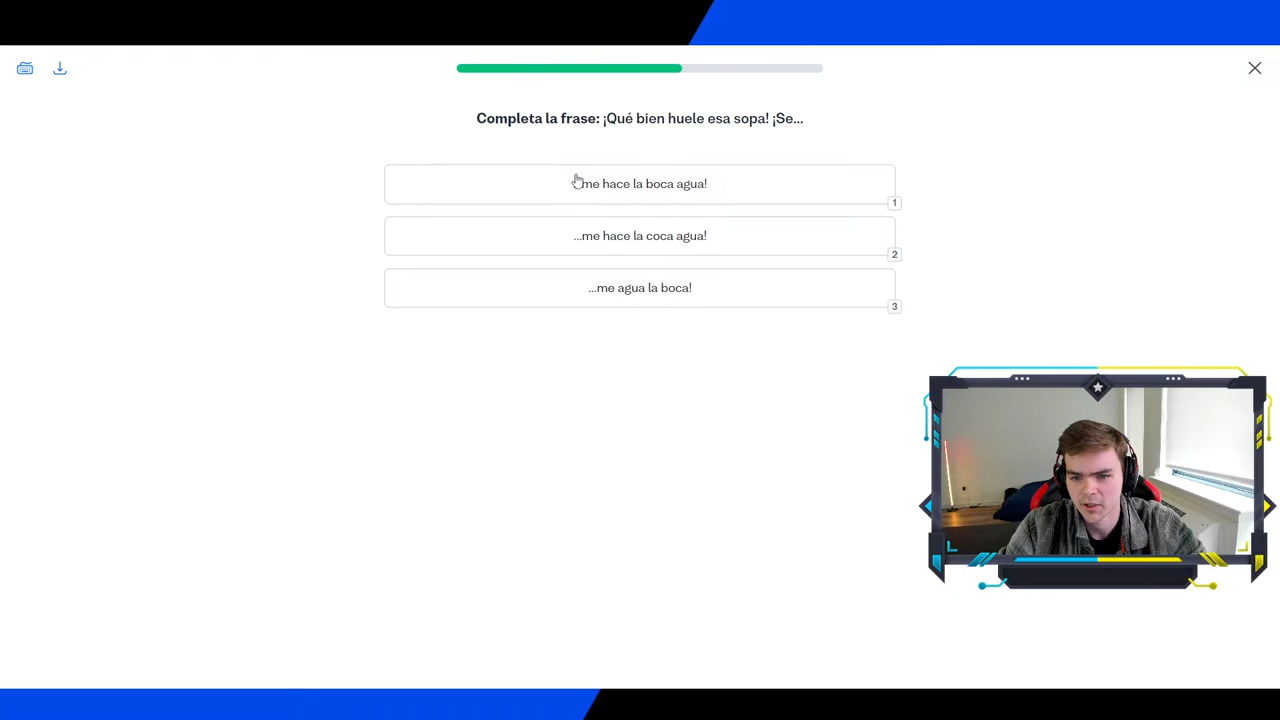 Completa la frase: ¡Qué bien huele esa sopa! ¡Se...
me hace la boca agua!
1
...me hace la coca agua!
2
...me agua la boca!
3